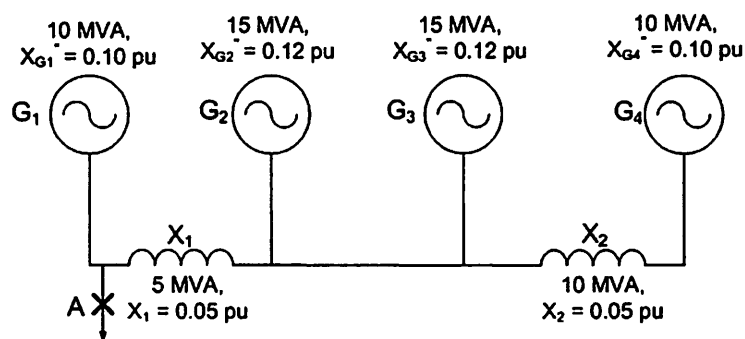 10 MVA,
X_G1⁻ = 0.10 pu
15 MVA,
X_G2⁻ = 0.12 pu
15 MVA,
X_G3⁻ = 0.12 pu
10 MVA,
X_G4⁻ = 0.10 pu
G₁
G₂
G₃
G₄
X₁
5 MVA,
X₁ = 0.05 pu
X₂
10 MVA,
X₂ = 0.05 pu
A